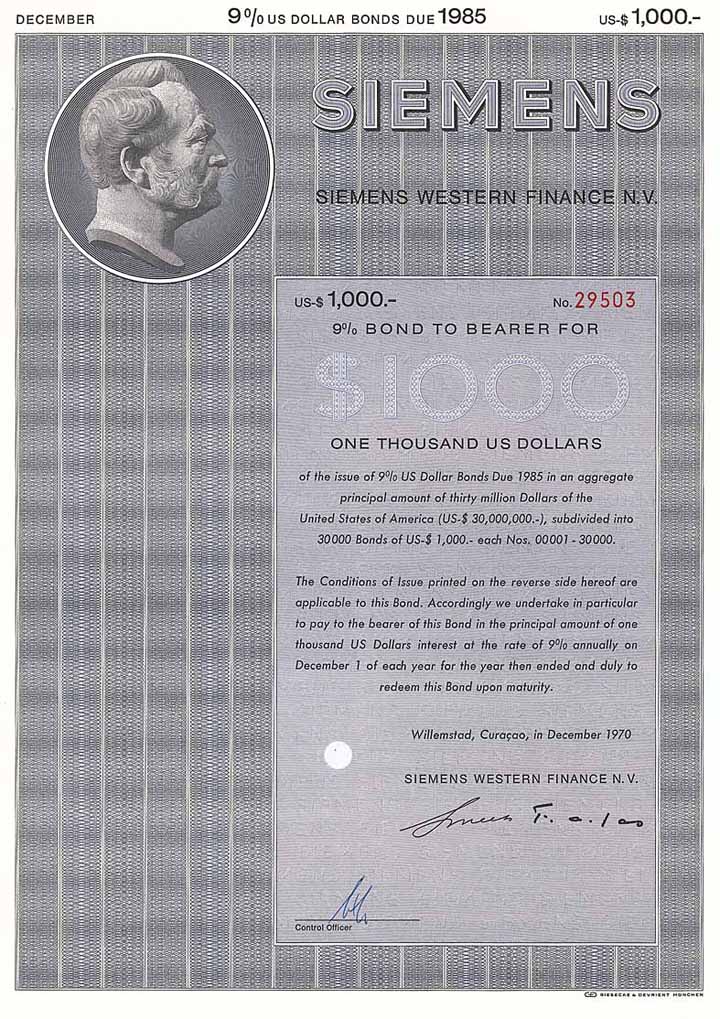 DECEMBER 9% US DOLLAR BONDS DUE 1985 US-$ 1,000.-
SIEMENS
SIEMENS WESTERN FINANCE N.V.
US-$ 1,000.- No. 29503
9% BOND TO BEARER FOR
$1000
ONE THOUSAND US DOLLARS
of the issue of 9% US Dollar Bonds Due 1985 in an aggregate
principal amount of thirty million Dollars of the
United States of America (US-$ 30,000,000.-), subdivided into
30000 Bonds of US-$ 1,000.- each Nos. 00001 - 30000.
The Conditions of Issue printed on the reverse side hereof are
applicable to this Bond. Accordingly we undertake in particular
to pay to the bearer of this Bond in the principal amount of one
thousand US Dollars interest at the rate of 9% annually on
December 1 of each year for the year then ended and duly to
redeem this Bond upon maturity.
Willemstad, Curaçao, in December 1970
SIEMENS WESTERN FINANCE N.V.
Control Officer
GIESECKE & DEVRIENT MÜNCHEN